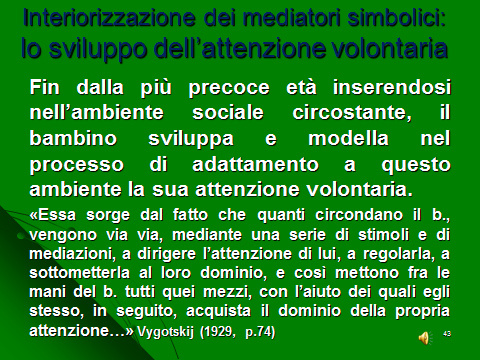 Interiorizzazione dei mediatori simbolici:
lo sviluppo dell'attenzione volontaria
Fin dalla più precoce età inserendosi
nell'ambiente sociale circostante, il
bambino sviluppa e modella nel
processo di adattamento a questo
ambiente la sua attenzione volontaria.
«Essa sorge dal fatto che quanti circondano il b.,
vengono via via, mediante una serie di stimoli e di
mediazioni, a dirigere l'attenzione di lui, a regolarla, a
sottometterla al loro dominio, e così mettono fra le
mani del b. tutti quei mezzi, con l'aiuto dei quali egli
stesso, in seguito, acquista il dominio della propria
attenzione…» Vygotskij (1929, p.74)
43